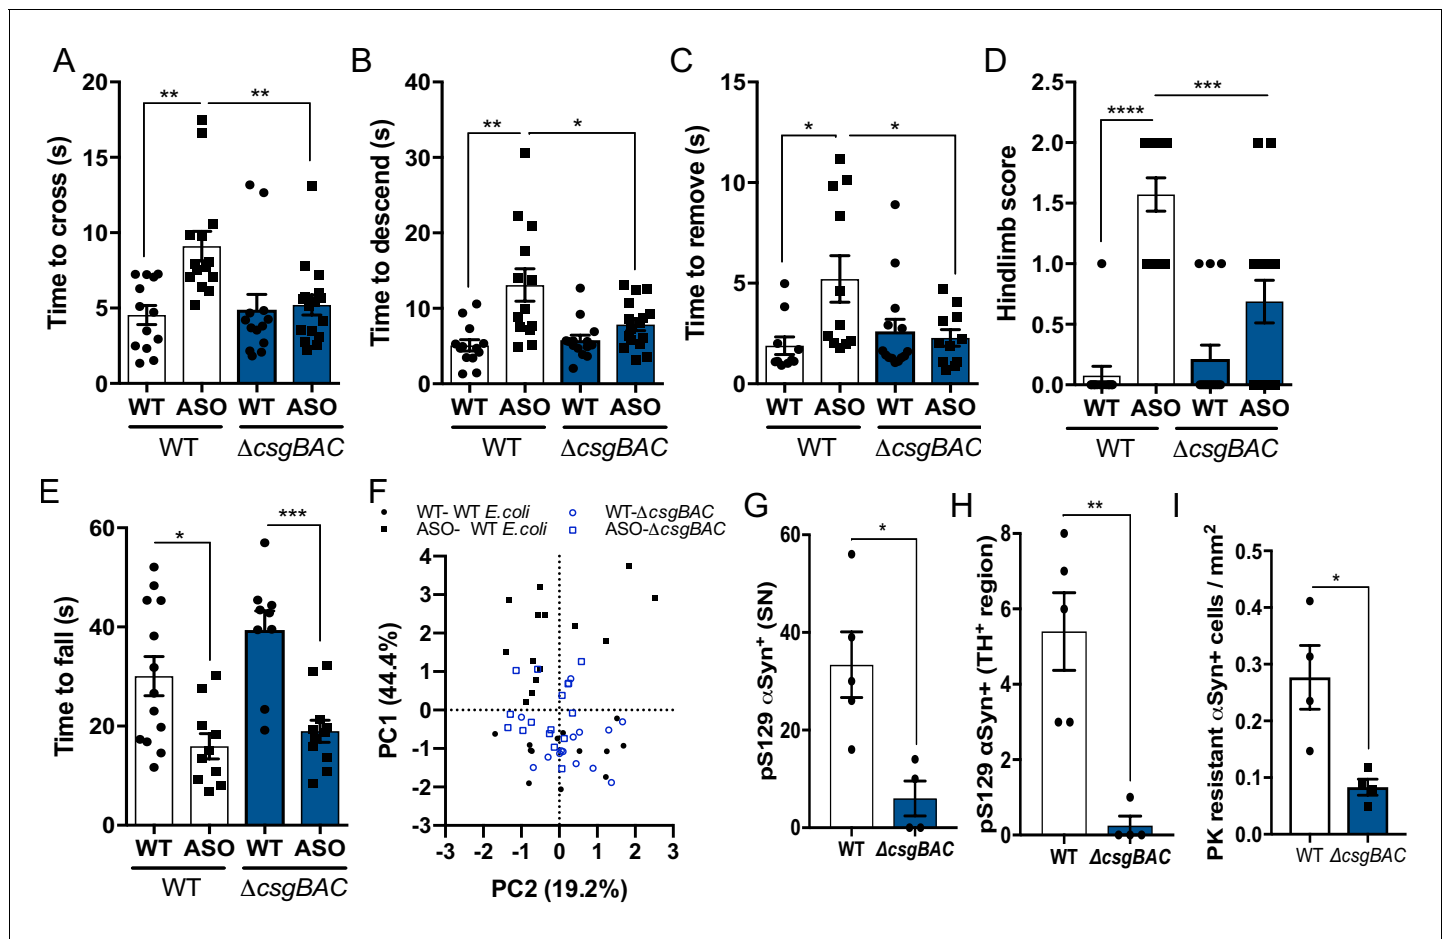 A
Time to cross (s)
20
15
10
5
0
** **
WT ASO WT ASO
WT ΔcsgBAC
B
Time to descend (s)
40
30
20
10
0
** *
WT ASO WT ASO
WT ΔcsgBAC
C
Time to remove (s)
15
10
5
0
* *
WT ASO WT ASO
WT ΔcsgBAC
D
Hindlimb score
2.5
2.0
1.5
1.0
0.5
0.0
**** ***
WT ASO WT ASO
WT ΔcsgBAC
E
Time to fall (s)
60
40
20
0
* ***
WT ASO WT ASO
WT ΔcsgBAC
F
WT- WT E.coli WT-ΔcsgBAC
ASO- WT E.coli ASO-ΔcsgBAC
PC1 (44.4%)
4
3
2
1
0
-1
-2
-3
-3 -2 -1 0 1 2 3
PC2 (19.2%)
G
pS129 αSyn+ (SN)
60
40
20
0
*
WT ΔcsgBAC
H
pS129 αSyn+ (TH+ region)
8
6
4
2
0
**
WT ΔcsgBAC
I
PK resistant αSyn+ cells / mm2
0.5
0.4
0.3
0.2
0.1
0.0
*
WT ΔcsgBAC